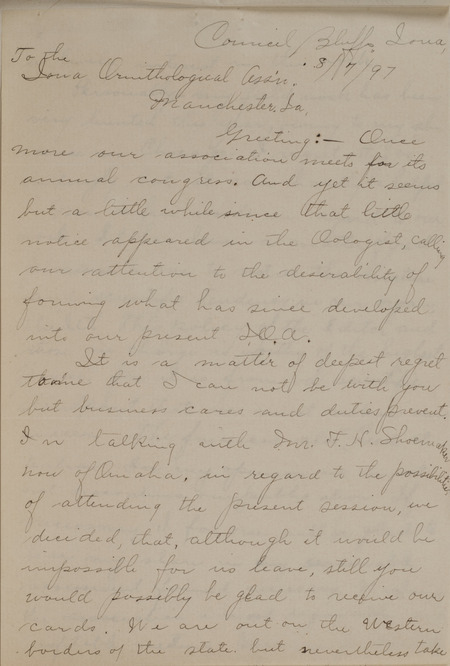 Council Bluffs Iowa,
To the 8/17/97
Iowa Ornithological Ass'n.
Manchester. Ia,
Greeting:— Once
more our association meets for its
annual congress. And yet it seems
but a little while since that little
notice appeared in the Oologist, calling
our attention to the desirability of
forming what has since developed
into our present I.O.A.
It is a matter of deepest regret
to me that I can not be with you
but business cares and duties prevent.
In talking with Mr. F. H. Shoemaker
now of Omaha, in regard to the possibilities
of attending the present session, we
decided, that, although it would be
impossible for us leave, still you
would possibly be glad to receive our
cards. We are out on the Western
borders of the state. but nevertheless take